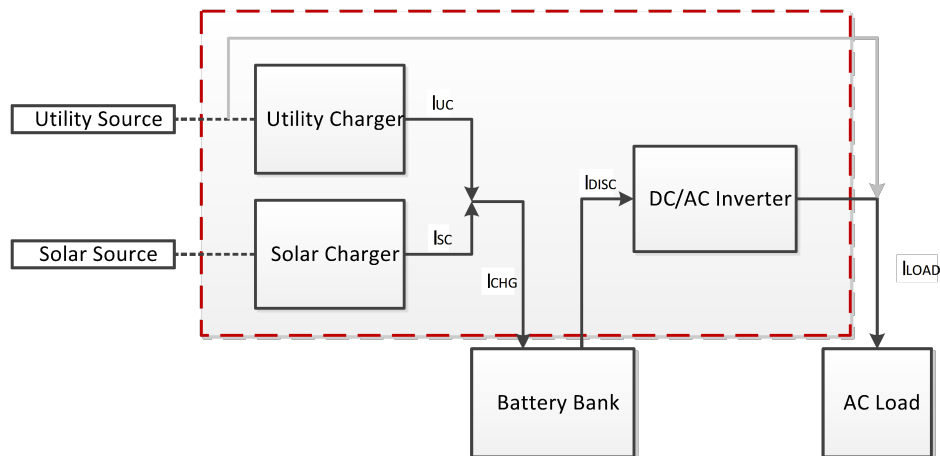 Utility Source
Utility Charger
IUC
Solar Source
Solar Charger
ISC
ICHG
IDISC
DC/AC Inverter
ILOAD
Battery Bank
AC Load